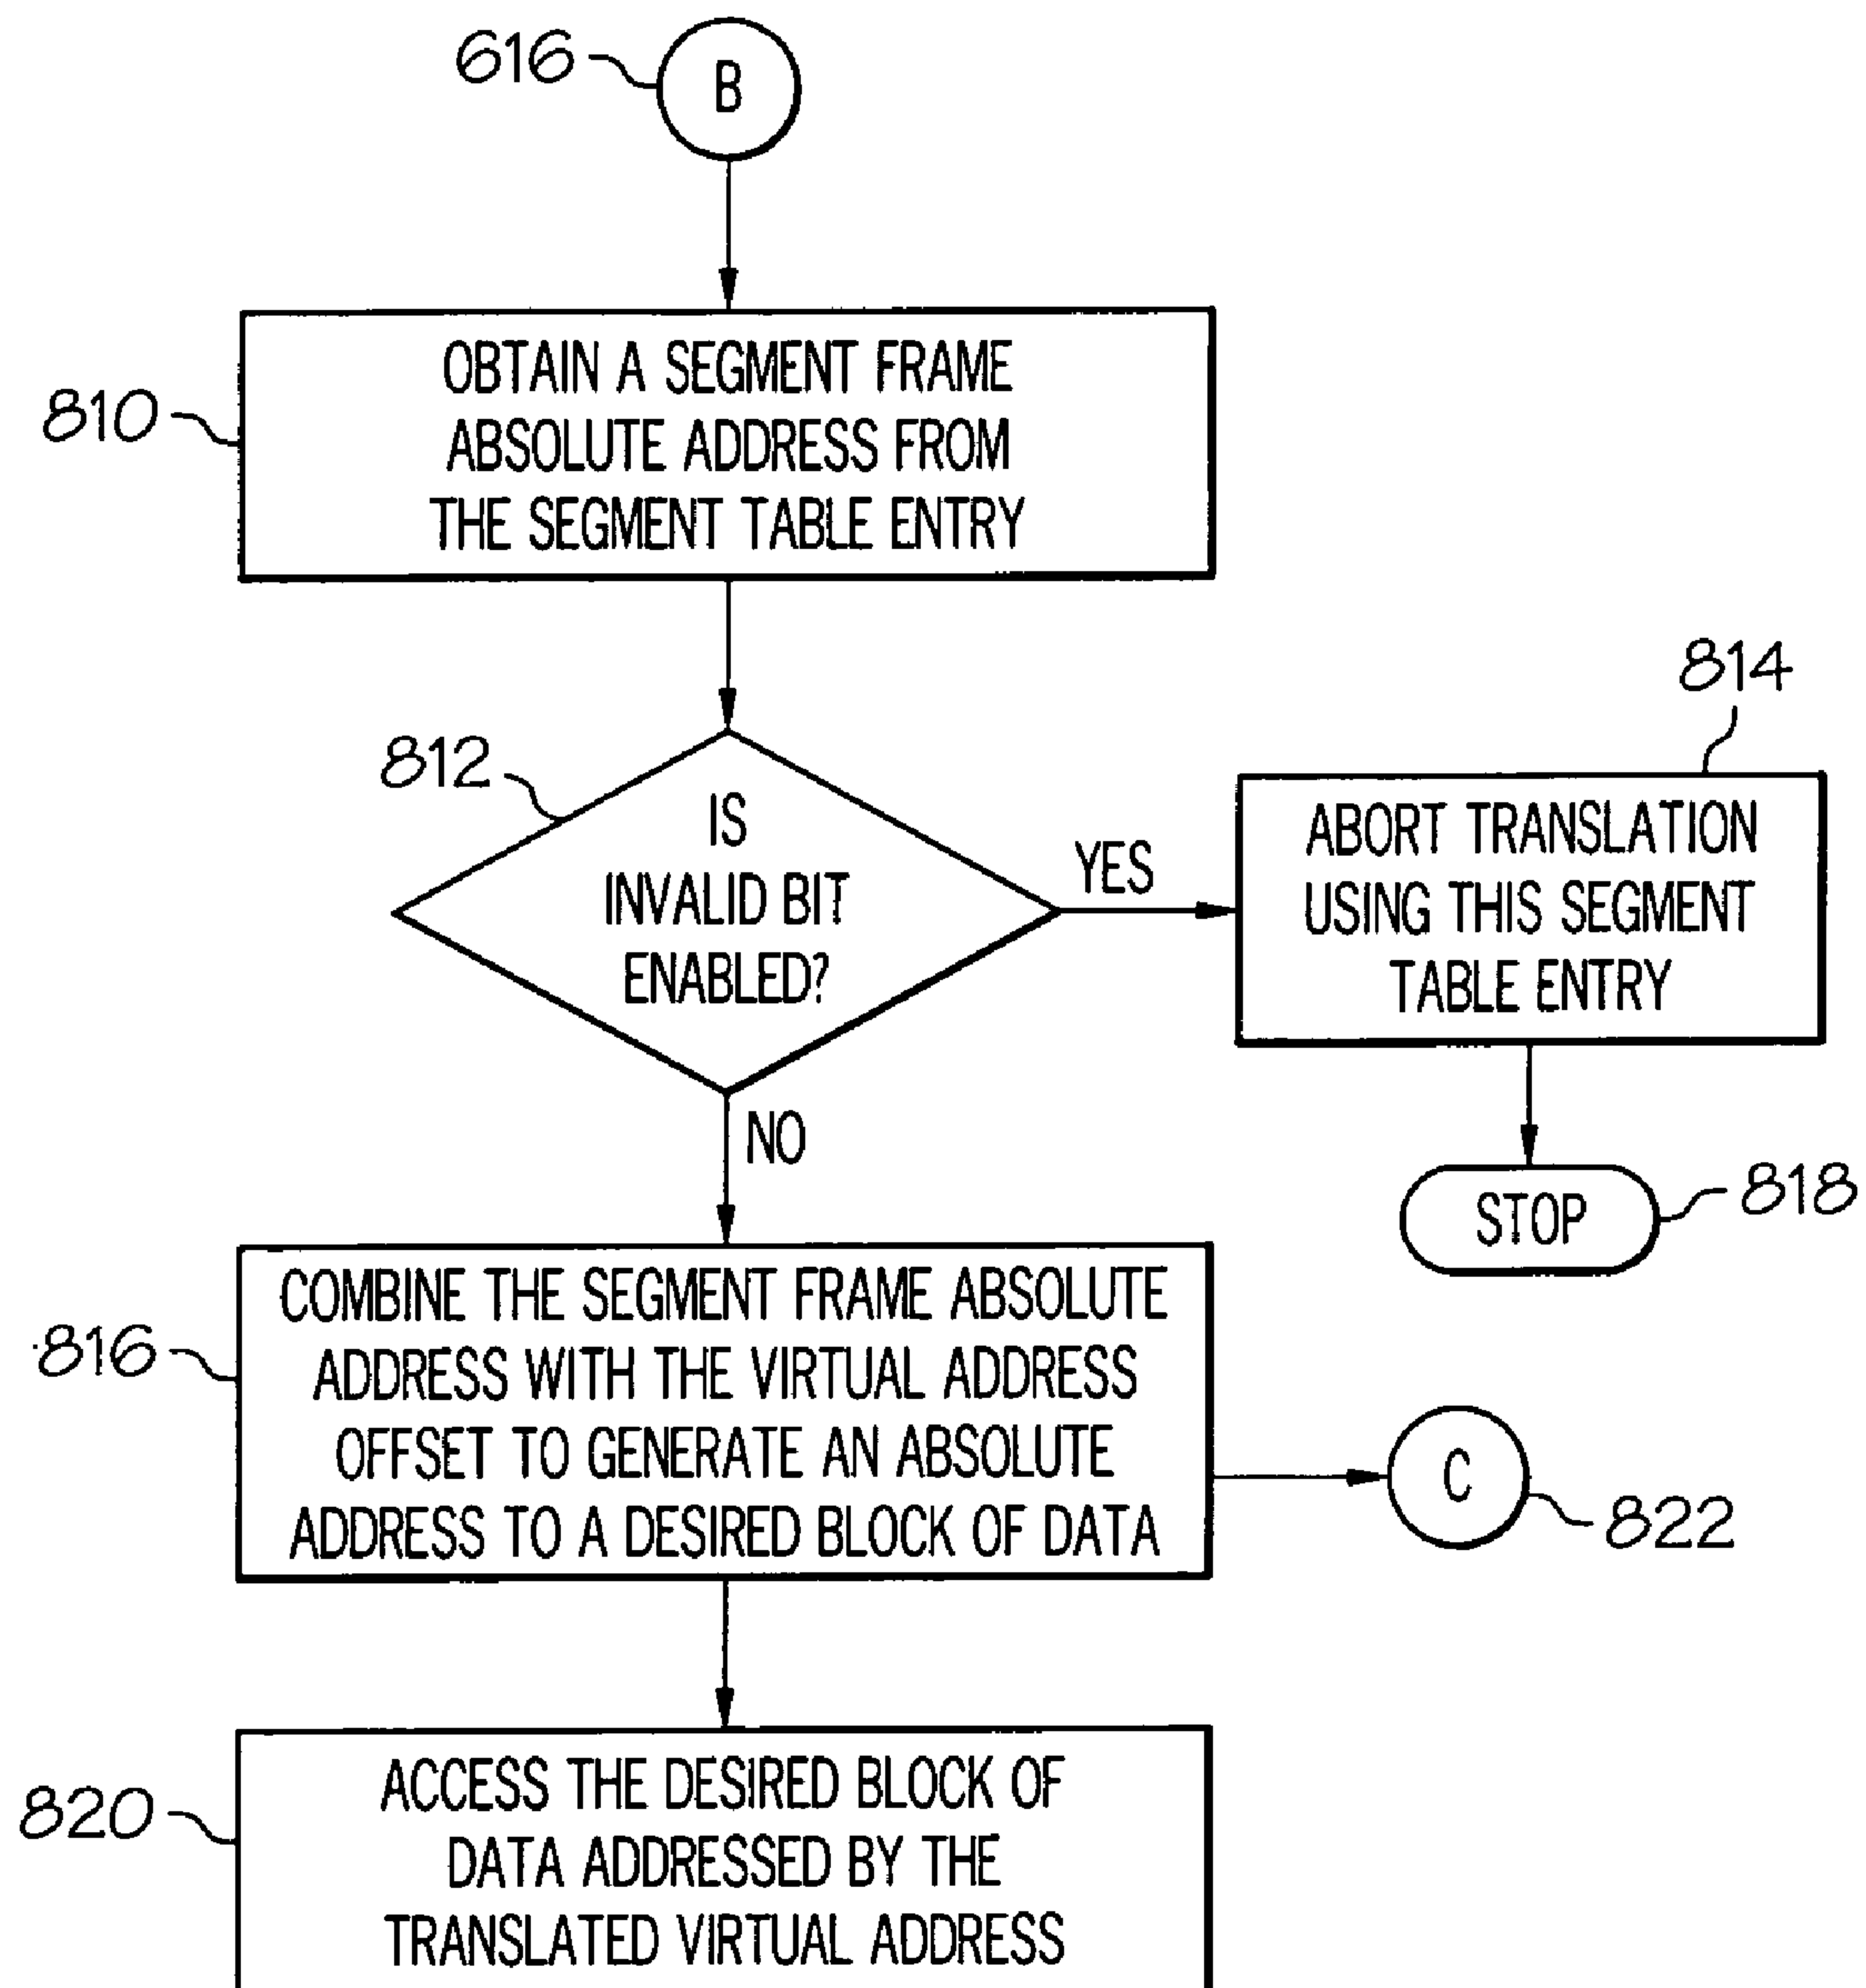 616
B
810
OBTAIN A SEGMENT FRAME
ABSOLUTE ADDRESS FROM
THE SEGMENT TABLE ENTRY
812
IS
INVALID BIT
ENABLED?
YES
814
ABORT TRANSLATION
USING THIS SEGMENT
TABLE ENTRY
NO
STOP
818
816
COMBINE THE SEGMENT FRAME ABSOLUTE
ADDRESS WITH THE VIRTUAL ADDRESS
OFFSET TO GENERATE AN ABSOLUTE
ADDRESS TO A DESIRED BLOCK OF DATA
C
822
820
ACCESS THE DESIRED BLOCK OF
DATA ADDRESSED BY THE
TRANSLATED VIRTUAL ADDRESS